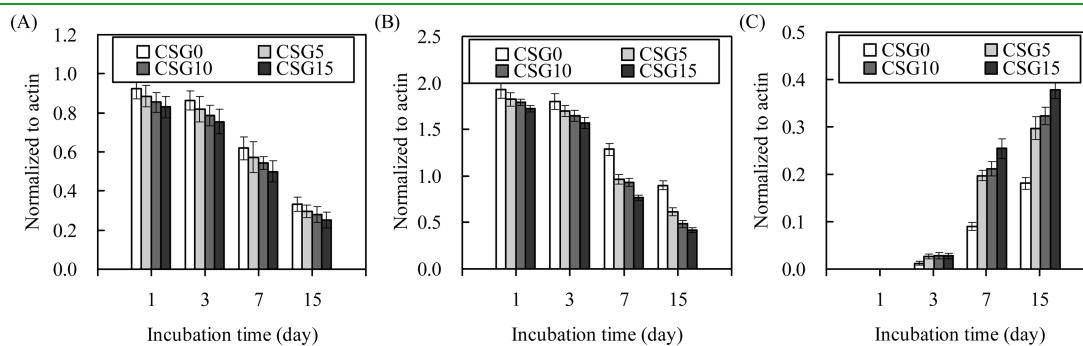 (A)
1.2
1.0
0.8
0.6
0.4
0.2
0.0
Normalized to actin
CSG0 CSG5
CSG10 CSG15
1 3 7 15
Incubation time (day)
(B)
2.5
2.0
1.5
1.0
0.5
0.0
Normalized to actin
CSG0 CSG5
CSG10 CSG15
1 3 7 15
Incubation time (day)
(C)
0.5
0.4
0.3
0.2
0.1
0.0
Normalized to actin
CSG0 CSG5
CSG10 CSG15
1 3 7 15
Incubation time (day)